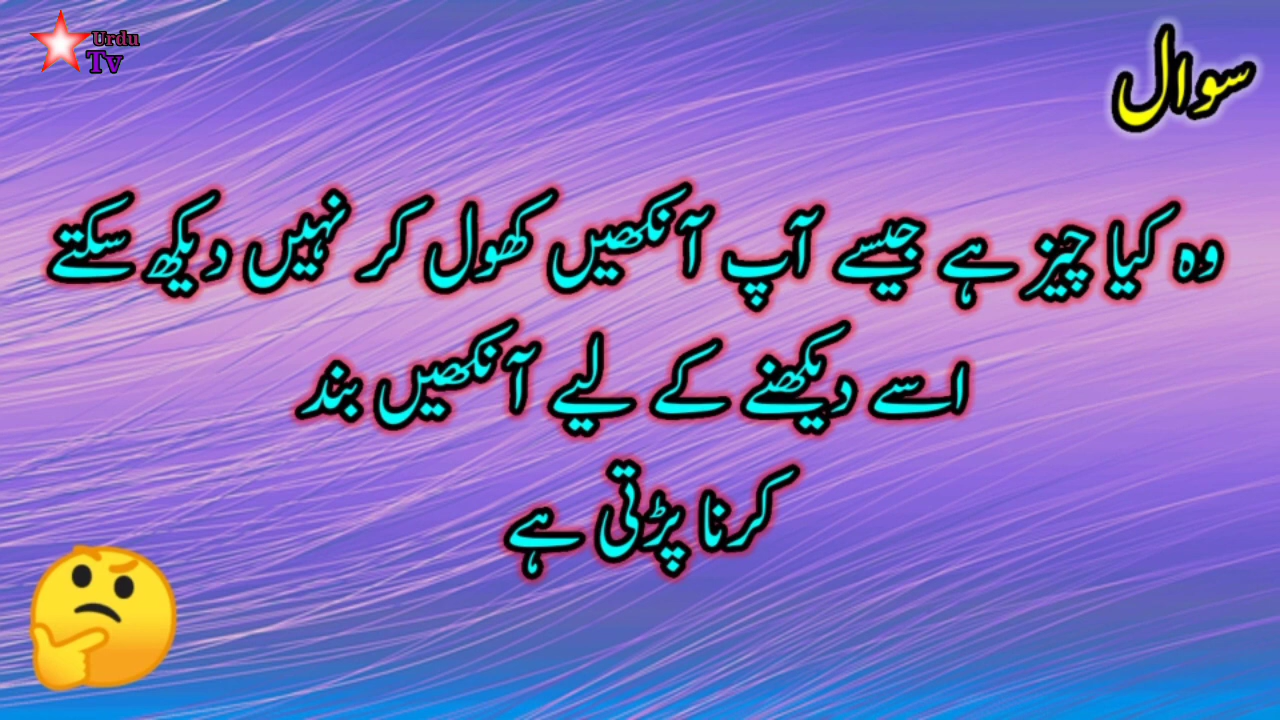 Urdu
Tv
سوال
وہ کیا چیز ہے جیسے آپ آنکھیں کھول کر نہیں دیکھ سکتے
اسے دیکھنے کے لیے آنکھیں بند
کرنا پڑتی ہے